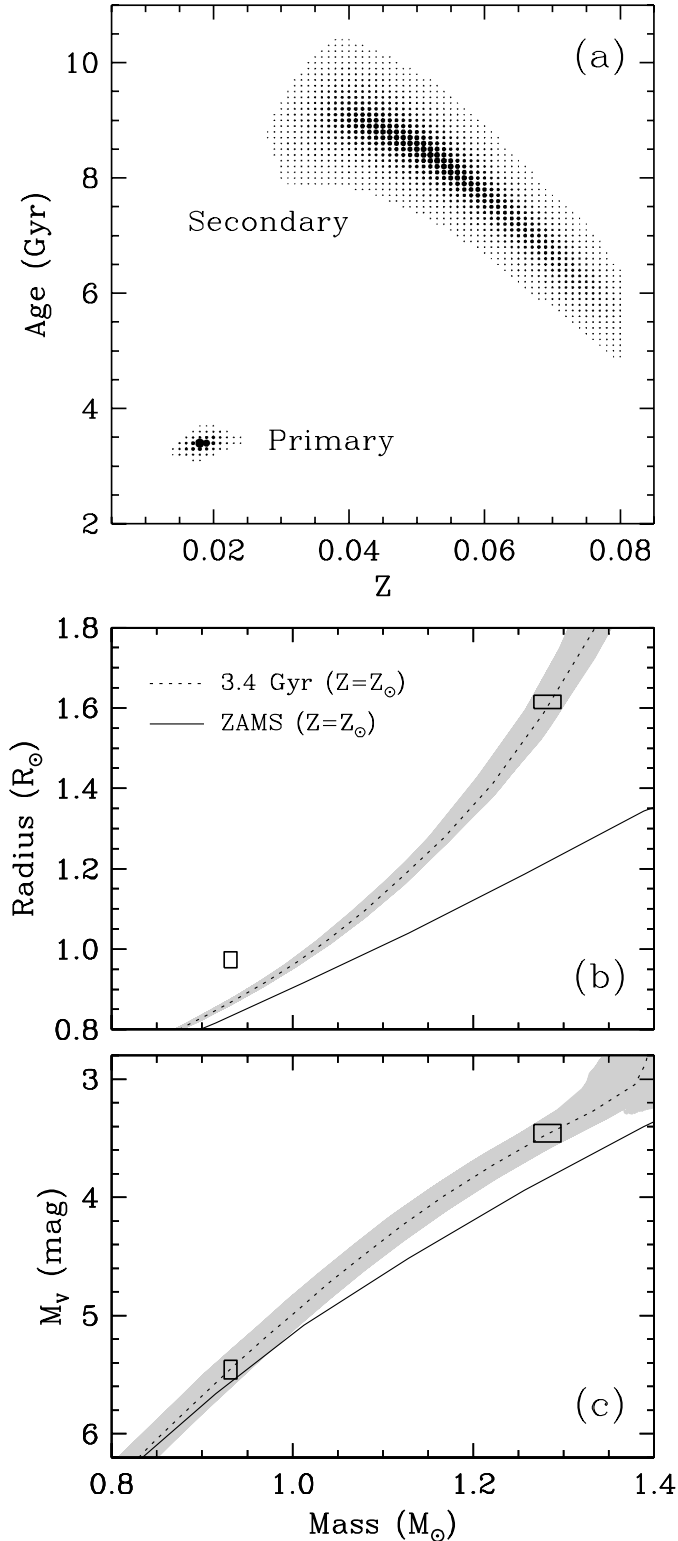 (a)
10
8
6
4
2
Age (Gyr)
Secondary
Primary
0.02 0.04 0.06 0.08
Z
1.8
1.6
1.4
1.2
1.0
0.8
Radius (R☉)
3.4 Gyr (Z=Z☉)
ZAMS (Z=Z☉)
(b)
3
4
5
6
M_V (mag)
(c)
0.8 1.0 1.2 1.4
Mass (M☉)